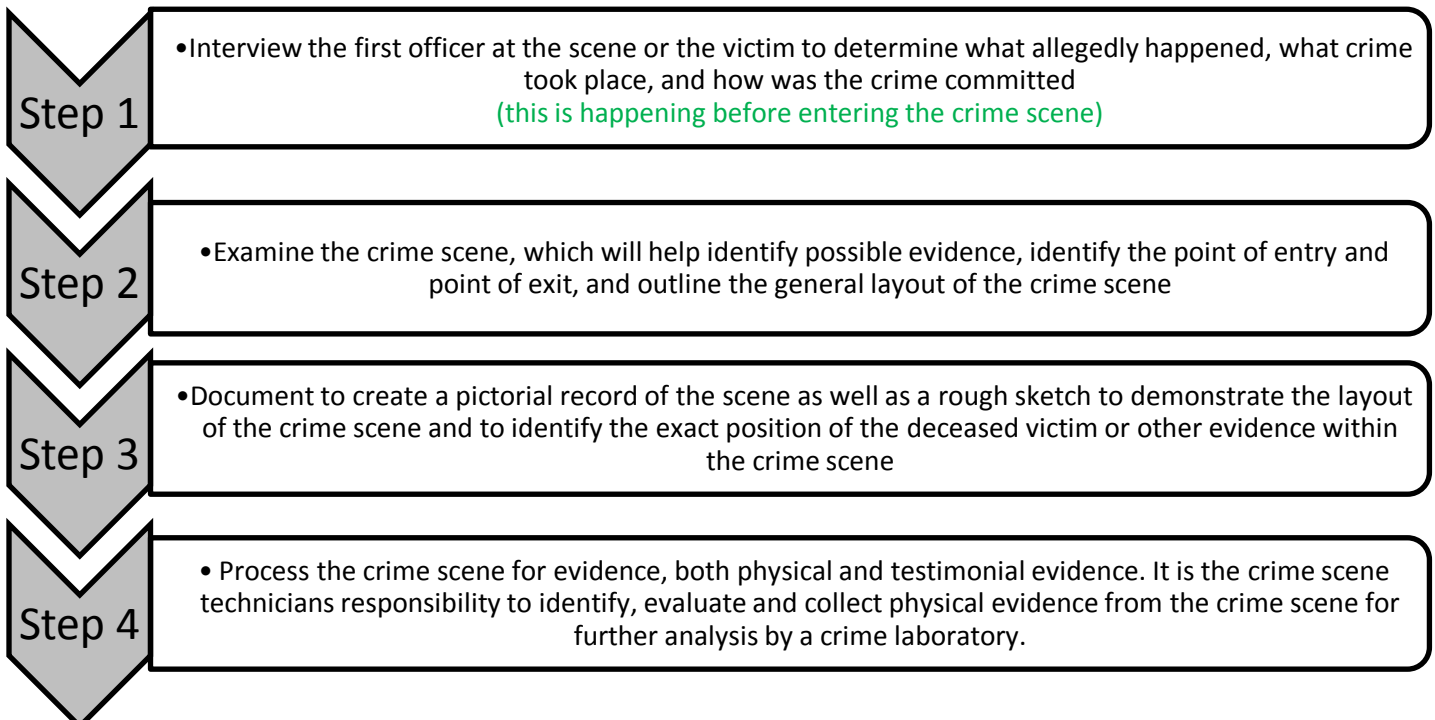 Step 1
•Interview the first officer at the scene or the victim to determine what allegedly happened, what crime
took place, and how was the crime committed
(this is happening before entering the crime scene)
Step 2
•Examine the crime scene, which will help identify possible evidence, identify the point of entry and
point of exit, and outline the general layout of the crime scene
Step 3
•Document to create a pictorial record of the scene as well as a rough sketch to demonstrate the layout
of the crime scene and to identify the exact position of the deceased victim or other evidence within
the crime scene
Step 4
• Process the crime scene for evidence, both physical and testimonial evidence. It is the crime scene
technicians responsibility to identify, evaluate and collect physical evidence from the crime scene for
further analysis by a crime laboratory.